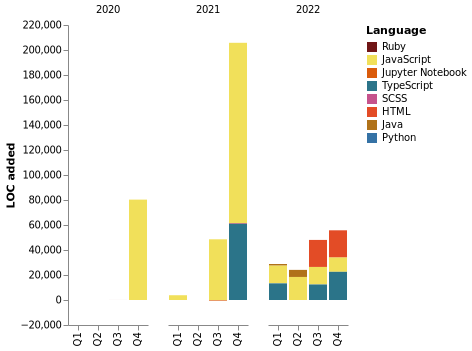 2020 2021 2022
Language
Ruby
JavaScript
Jupyter Notebook
TypeScript
SCSS
HTML
Java
Python
LOC added
220,000
200,000
180,000
160,000
140,000
120,000
100,000
80,000
60,000
40,000
20,000
0
−20,000
Q1 Q2 Q3 Q4 Q1 Q2 Q3 Q4 Q1 Q2 Q3 Q4